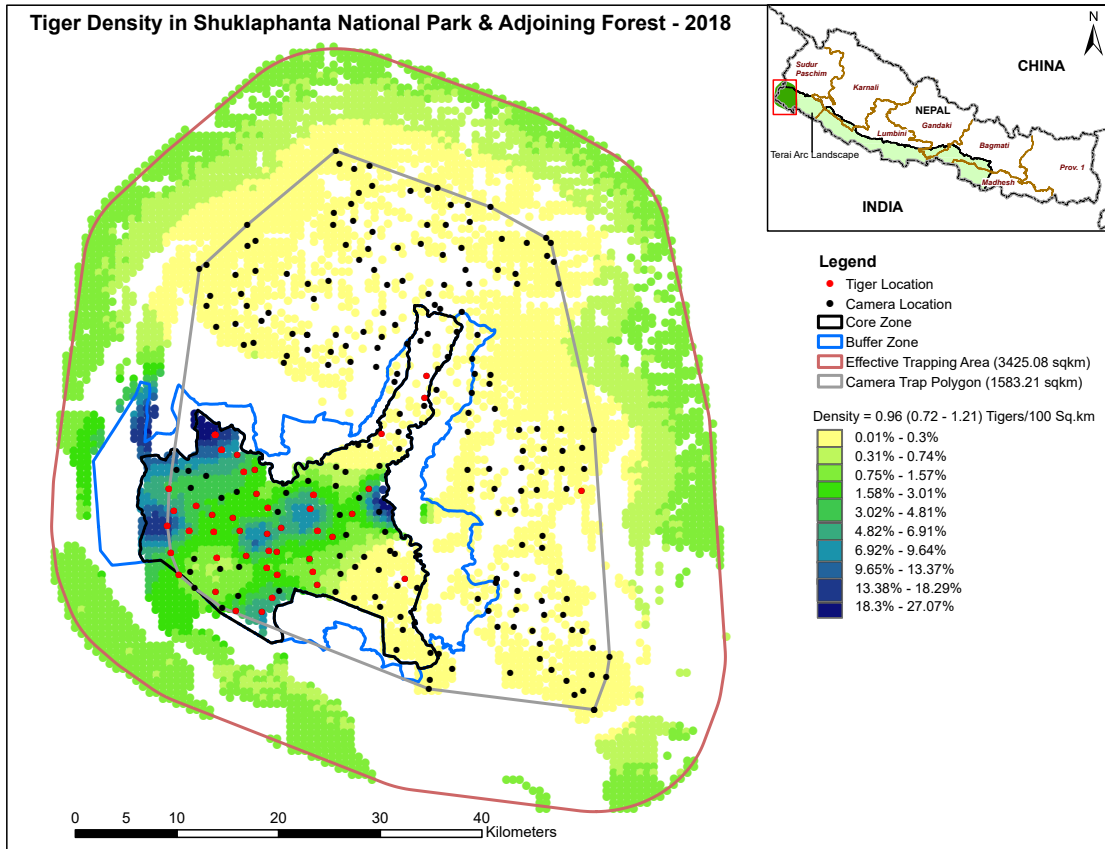 Tiger Density in Shuklaphanta National Park & Adjoining Forest - 2018
N
CHINA
Sudur
Paschim
Karnali
NEPAL
Gandaki
Lumbini
Bagmati
Terai Arc Landscape
Prov. 1
Madhesh
INDIA
Legend
Tiger Location
Camera Location
Core Zone
Buffer Zone
Effective Trapping Area (3425.08 sqkm)
Camera Trap Polygon (1583.21 sqkm)
Density = 0.96 (0.72 - 1.21) Tigers/100 Sq.km
0.01% - 0.3%
0.31% - 0.74%
0.75% - 1.57%
1.58% - 3.01%
3.02% - 4.81%
4.82% - 6.91%
6.92% - 9.64%
9.65% - 13.37%
13.38% - 18.29%
18.3% - 27.07%
0 10 20 30 40
Kilometers